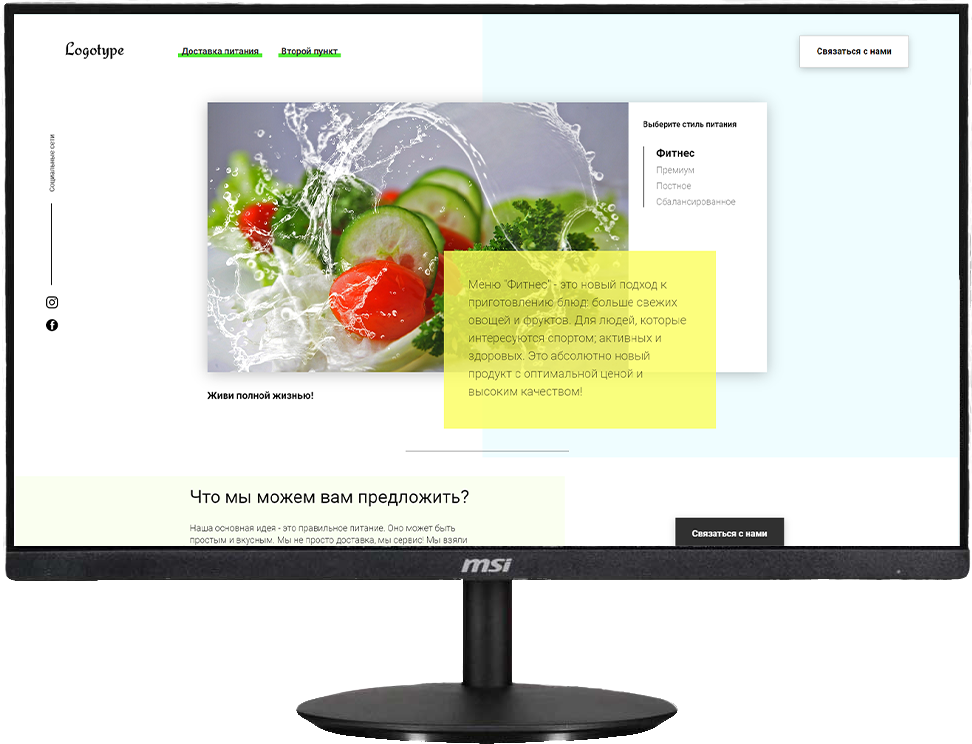 Logotype
Доставка питания
Второй пункт
Связаться с нами
Социальные сети
Выберите стиль питания
Фитнес
Премиум
Постное
Сбалансированное
Меню "Фитнес" - это новый подход к
приготовлению блюд: больше свежих
овощей и фруктов. Для людей, которые
интересуются спортом; активных и
здоровых. Это абсолютно новый
продукт с оптимальной ценой и
высоким качеством!
Живи полной жизнью!
Что мы можем вам предложить?
Наша основная идея - это правильное питание. Оно может быть
простым и вкусным. Мы не просто доставка, мы сервис! Мы взяли
Связаться с нами
msi